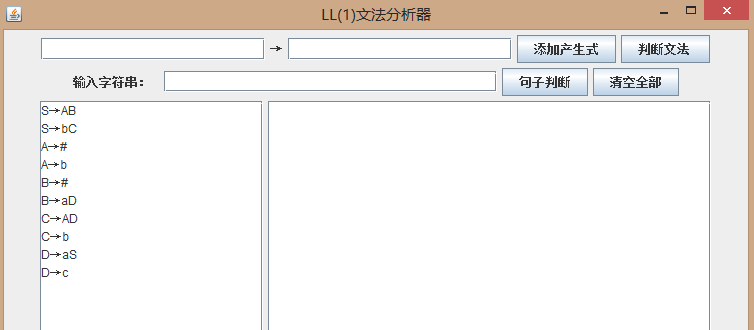 LL(1)文法分析器
→ 添加产生式 判断文法
输入字符串： 句子判断 清空全部
S→AB
S→bC
A→#
A→b
B→#
B→aD
C→AD
C→b
D→aS
D→c